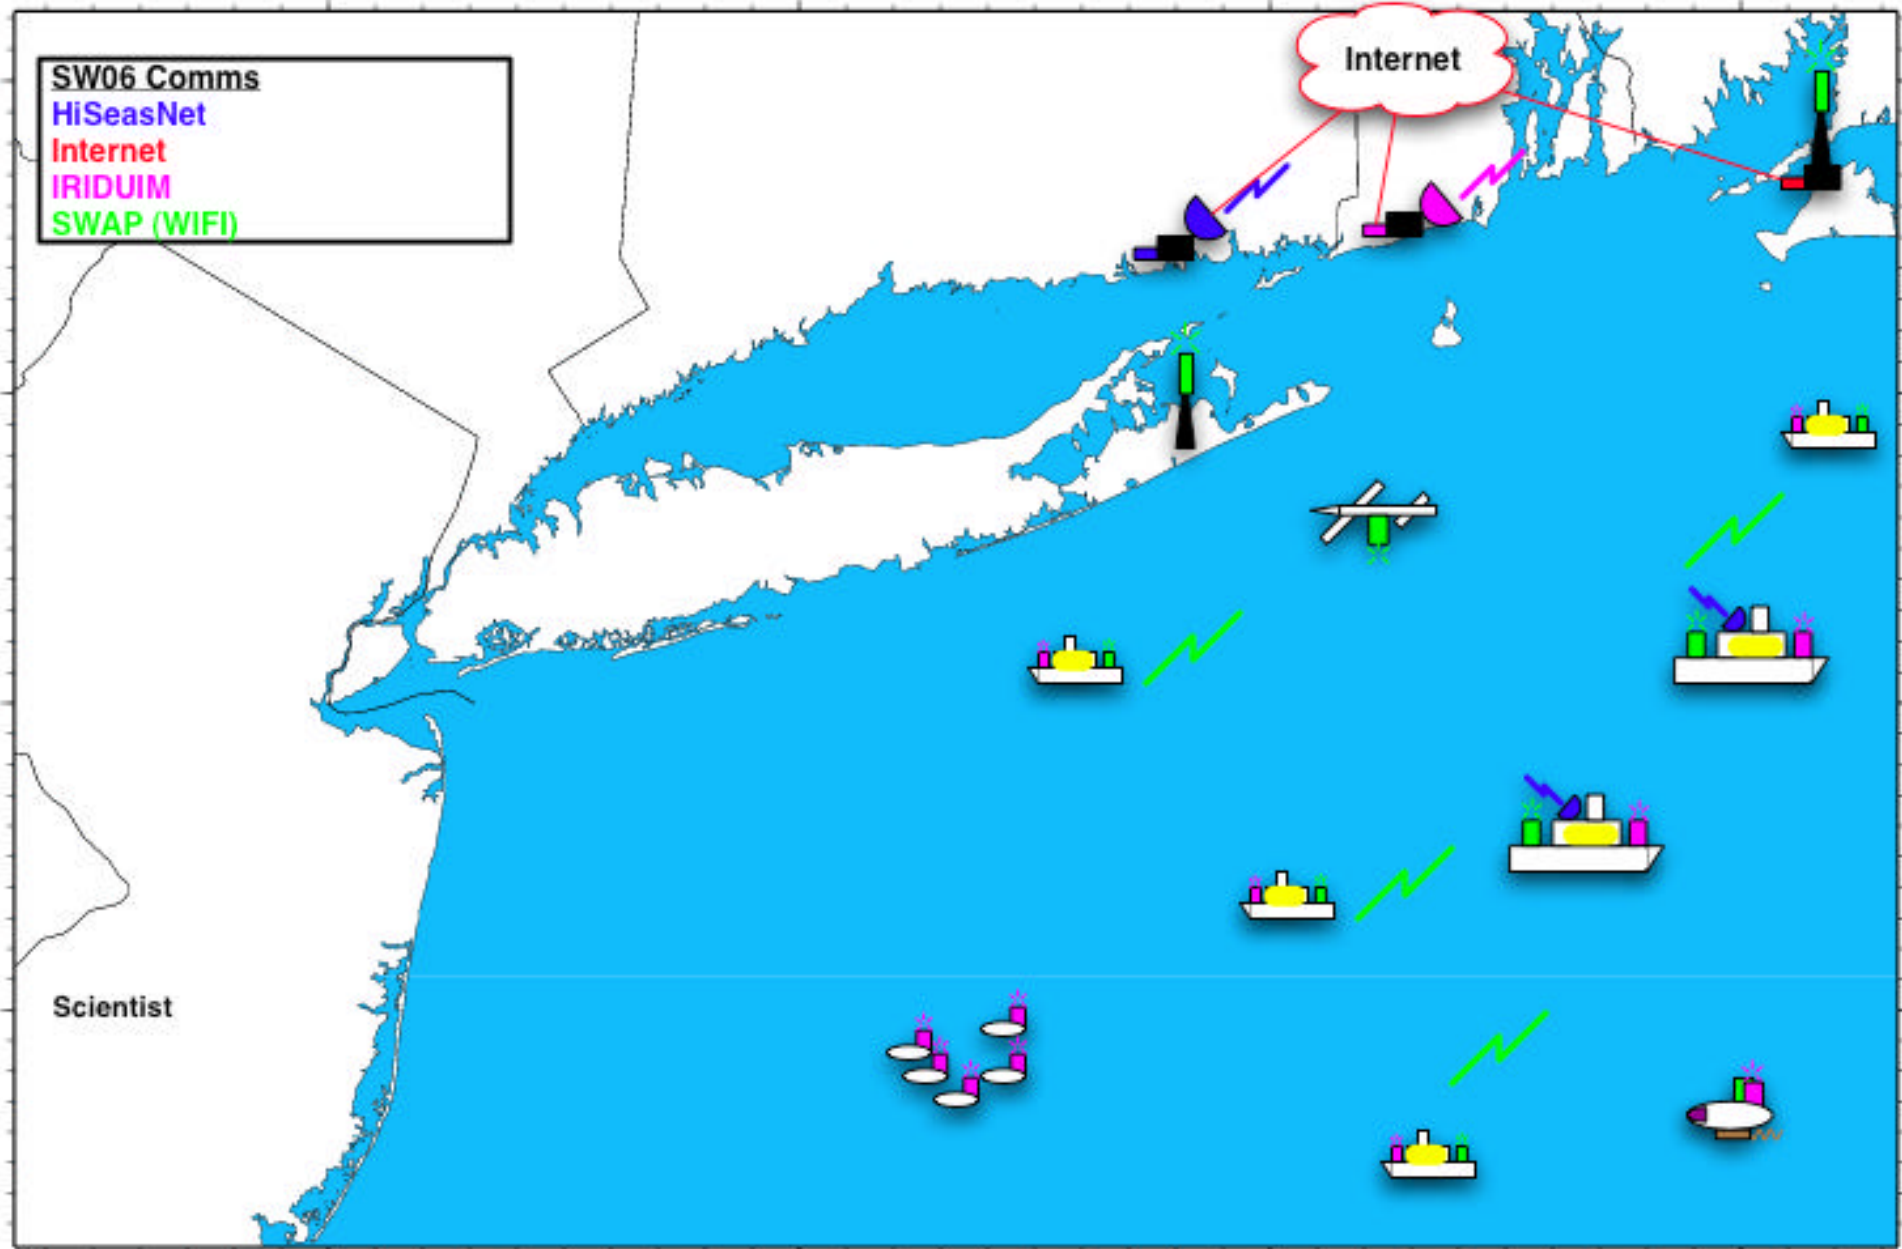 SW06 Comms
HiSeasNet
Internet
IRIDUIM
SWAP (WIFI)
Internet
Scientist